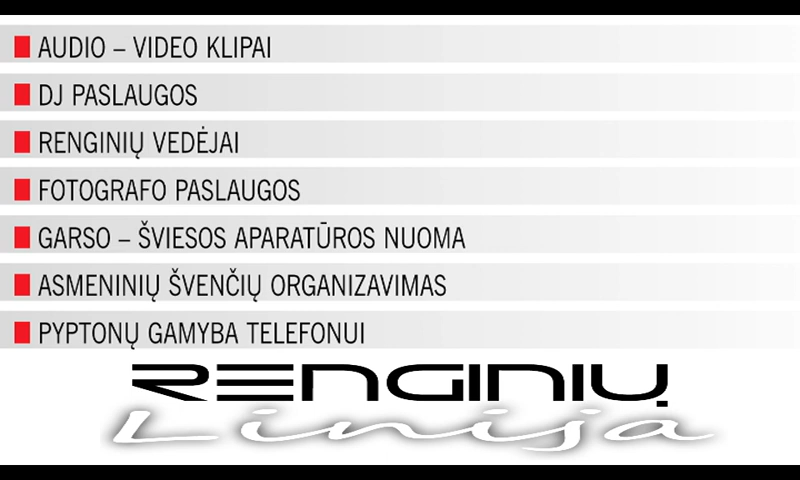 AUDIO – VIDEO KLIPAI
DJ PASLAUGOS
RENGINIŲ VEDĖJAI
FOTOGRAFO PASLAUGOS
GARSO – ŠVIESOS APARATŪROS NUOMA
ASMENINIŲ ŠVENČIŲ ORGANIZAVIMAS
PYPTONŲ GAMYBA TELEFONUI
RENGINIŲ
Linija